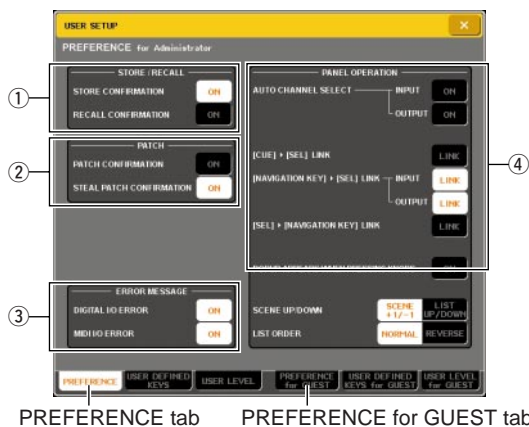 USER SETUP
PREFERENCE for Administrator
STORE/RECALL
STORE CONFIRMATION ON
RECALL CONFIRMATION ON
PATCH
PATCH CONFIRMATION ON
STEAL PATCH CONFIRMATION ON
ERROR MESSAGE
DIGITAL I/O ERROR ON
MIDI I/O ERROR ON
PANEL OPERATION
AUTO CHANNEL SELECT INPUT ON
OUTPUT ON
[CUE] ▸ [SEL] LINK LINK
[NAVIGATION KEY] ▸ [SEL] LINK INPUT LINK
OUTPUT LINK
[SEL] ▸ [NAVIGATION KEY] LINK LINK
ON
SCENE UP/DOWN SCENE +1/-1 LIST UP/DOWN
LIST ORDER NORMAL REVERSE
1
2
3
4
PREFERENCE
USER DEFINED KEYS
USER LEVEL
PREFERENCE for GUEST
USER DEFINED KEYS for GUEST
USER LEVEL for GUEST
PREFERENCE tab
PREFERENCE for GUEST tab